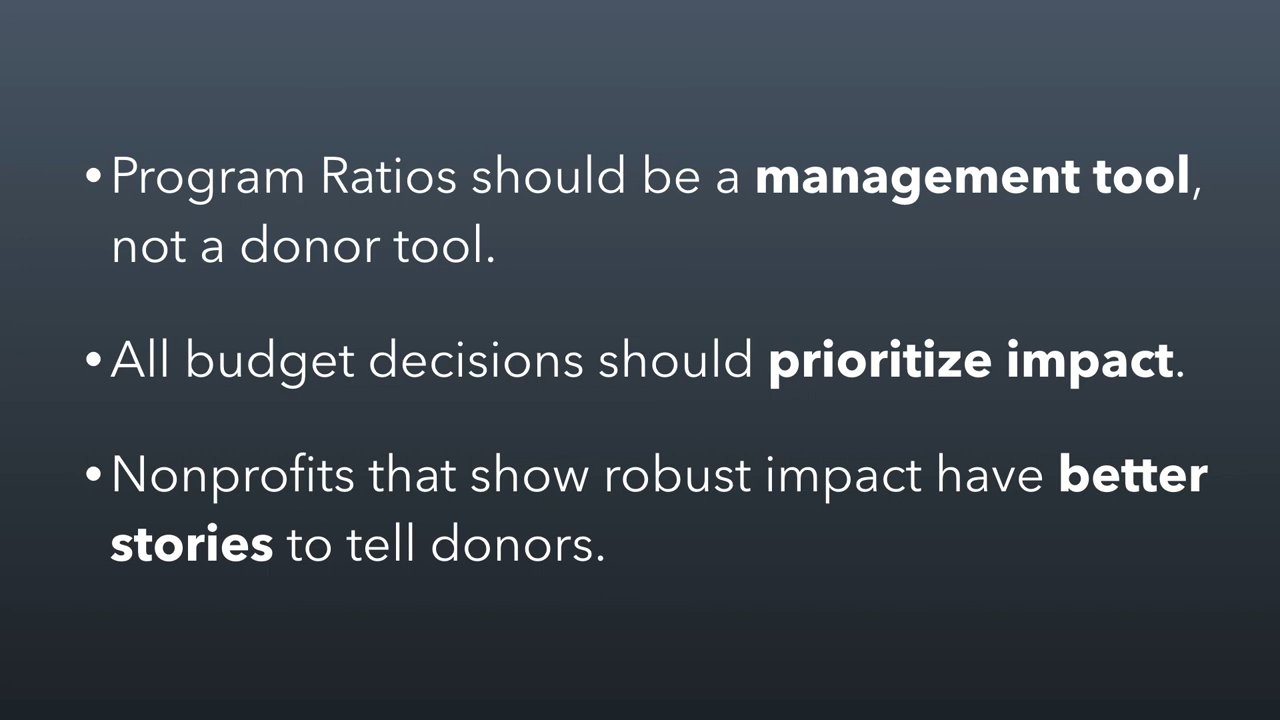 •Program Ratios should be a management tool,
not a donor tool.
•All budget decisions should prioritize impact.
•Nonprofits that show robust impact have better
stories to tell donors.